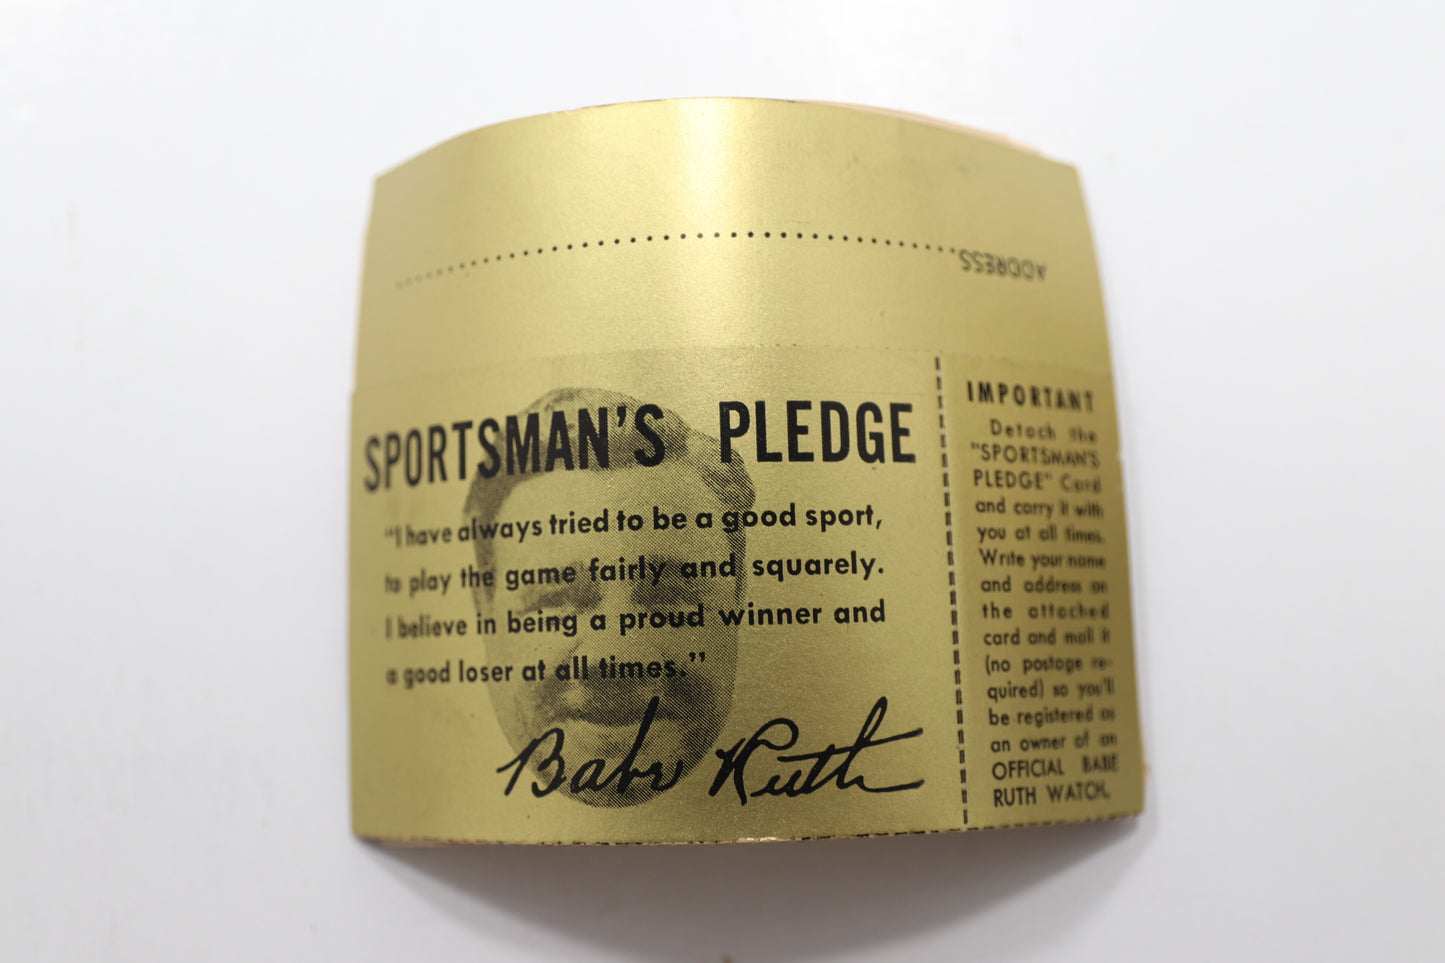 ADDRESS
SPORTSMAN'S PLEDGE
"I have always tried to be a good sport,
to play the game fairly and squarely.
I believe in being a proud winner and
a good loser at all times."
Babe Ruth
IMPORTANT
Detach the
"SPORTSMAN'S
PLEDGE" Card
and carry it with
you at all times.
Write your name
and address on
the attached
card and mail it
(no postage re-
quired) so you'll
be registered as
an owner of an
OFFICIAL BABE
RUTH WATCH.